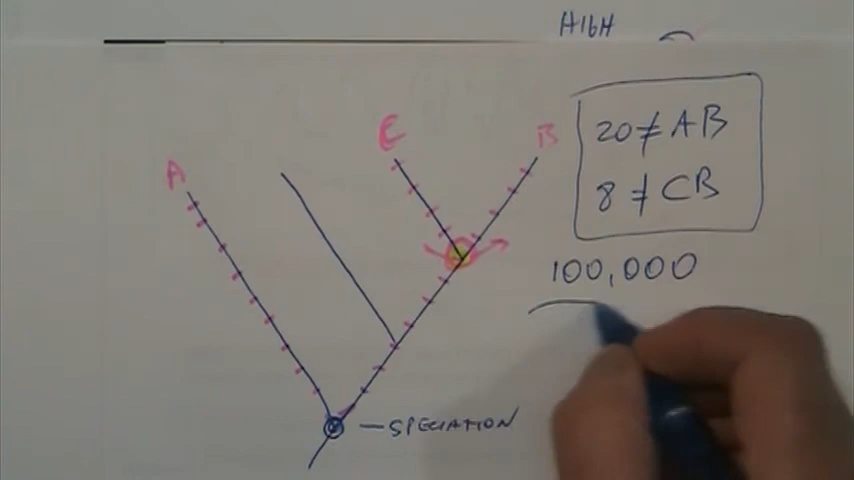 HIGH
A
C
B
20 ≠ AB
8 ≠ CB
100,000
SPECIATION